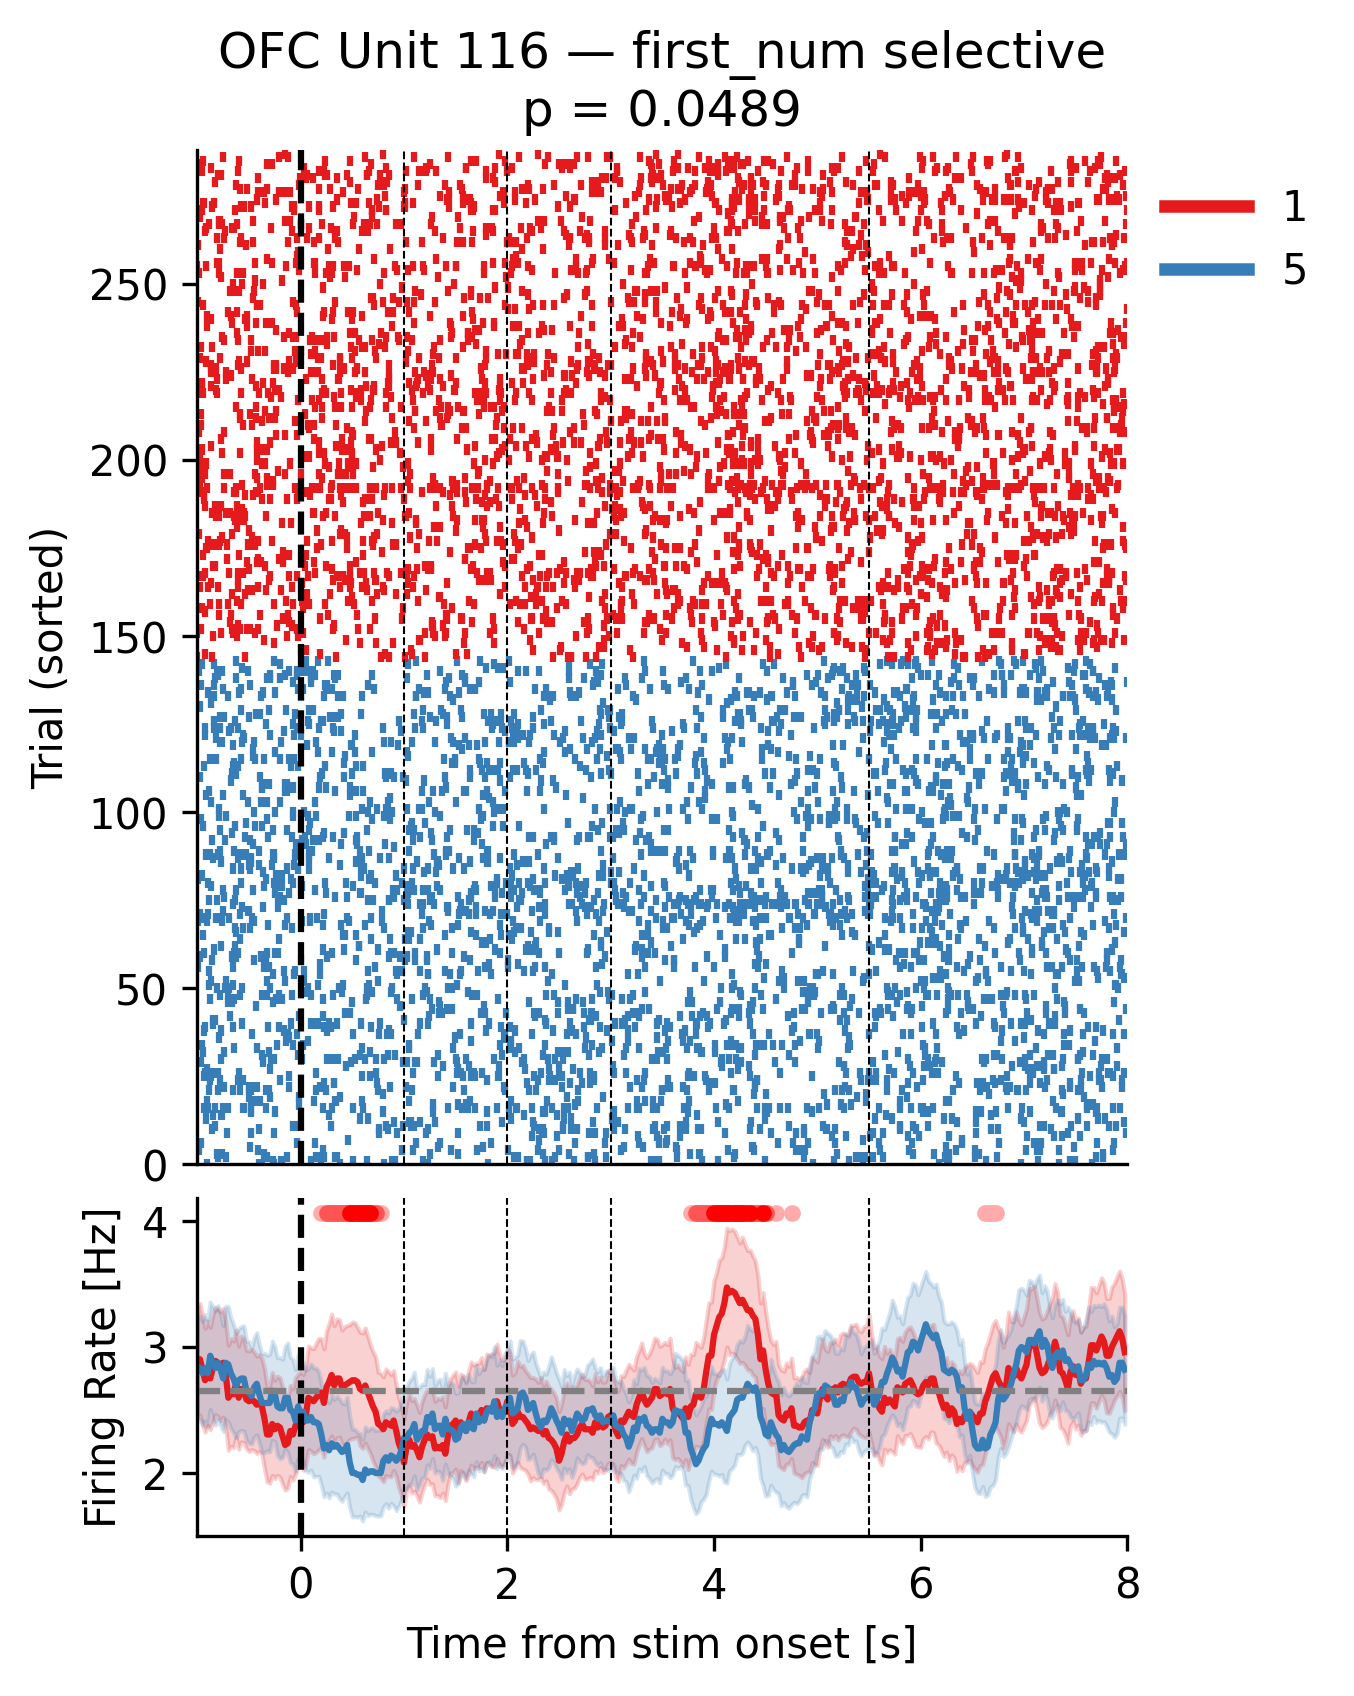 OFC Unit 116 — first_num selective
p = 0.0489
1
5
Trial (sorted)
250
200
150
100
50
0
Firing Rate [Hz]
4
3
2
0 2 4 6 8
Time from stim onset [s]